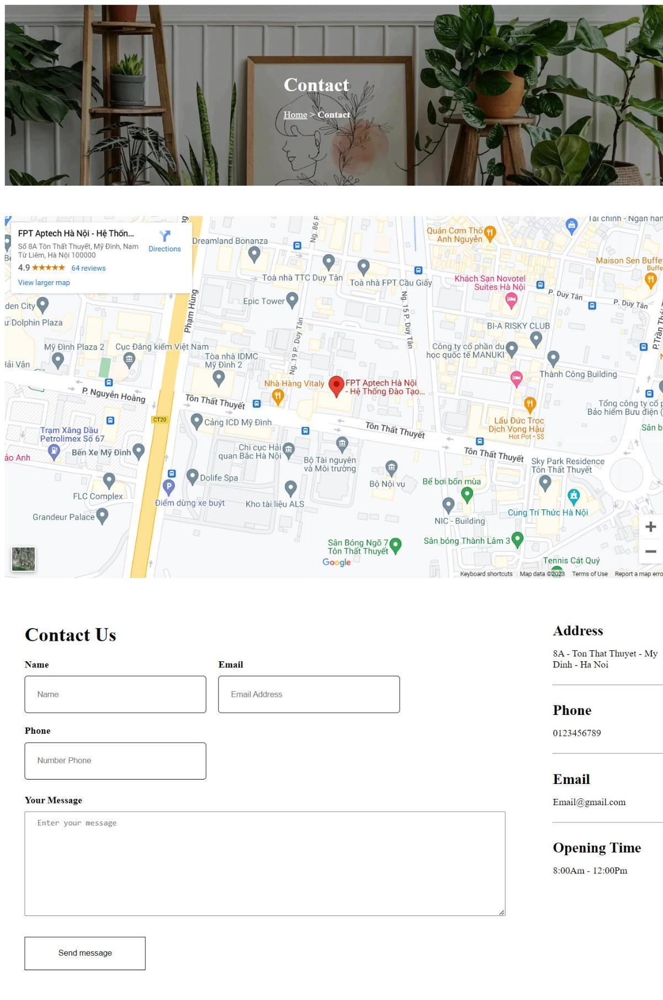 Contact
Home > Contact
FPT Aptech Hà Nội - Hệ Thốn...
Số 8A Tôn Thất Thuyết, Mỹ Đình, Nam
Từ Liêm, Hà Nội 100000
Directions
4.9
64 reviews
View larger map
Ng. 86 P
Dreamland Bonanza
Toà nhà TTC Duy Tân
Toà nhà FPT Cầu Giấy
Quán Cơm Thố
Anh Nguyễn
Tài chính - Ngân hàn
Maison Sen Buffe
Buffe
Khách Sạn Novotel
Suites Hà Nội
P. Duy Tân
P. Duy Tân
Phạm Hùng
Epic Tower
Ng. 15 P. Duy Tân
den City
Dolphin Plaza
BI-A RISKY CLUB
Mỹ Đình Plaza 2
Cục Đăng kiểm Việt Nam
Tòa nhà IDMC
Mỹ Đình 2
Ng. 19 P. Duy Tân
Công ty cổ phần du
học quốc tế MANUKI
Thành Công Building
Hải Vân
Nhà Hàng Vitaly
FPT Aptech Hà Nội
- Hệ Thống Đào Tạo...
P. Nguyễn Hoàng
Tôn Thất Thuyết
Tổng công ty cổ p
Bảo hiểm Bưu điện (
CT20
Cảng ICD Mỹ Đình
Lẩu Đức Trọc
Dịch Vọng Hậu
Hot Pot • $$
Sân b
Tôn Thất Thuyết
Trạm Xăng Dầu
Petrolimex Số 67
Bến Xe Mỹ Đình
ảo Anh
Chi cục Hải
quan Bắc Hà Nội
Bộ Tài nguyên
và Môi trường
Tôn Thất Thuyết
Sky Park Residence
Tôn Thất Thuyết
Dolife Spa
Bộ Nội vụ
Bể bơi bốn mùa
FLC Complex
P
Điểm dừng xe buýt
Kho tài liệu ALS
Cung Trí Thức Hà Nội
Grandeur Palace
NIC - Building
Sân Bóng Ngõ 7
Tôn Thất Thuyết
Sân bóng Thành Lâm 3
Google
Tennis Cát Quý
Keyboard shortcuts
Map data ©2023
Terms of Use
Report a map erro
Contact Us
Name
Email
Name
Email Address
Phone
Number Phone
Your Message
Enter your message
Send message
Address
8A - Ton That Thuyet - My
Dinh - Ha Noi
Phone
0123456789
Email
Email@gmail.com
Opening Time
8:00Am - 12:00Pm